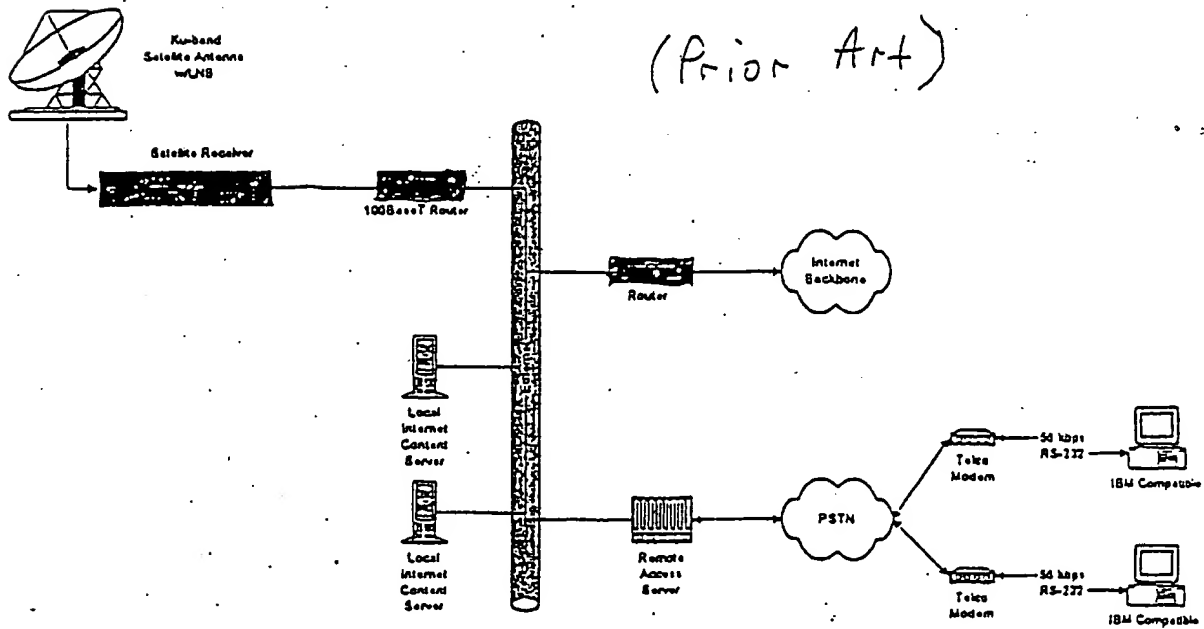 (Prior Art)
Ku-band
Satellite Antenna
w/LNB
Satellite Receiver
100BaseT Router
Router
Internet
Backbone
Local
Internet
Content
Server
Local
Internet
Content
Server
Remote
Access
Server
PSTN
Telco
Modem
56 kbps
RS-232
IBM Compatible
Telco
Modem
56 kbps
RS-232
IBM Compatible